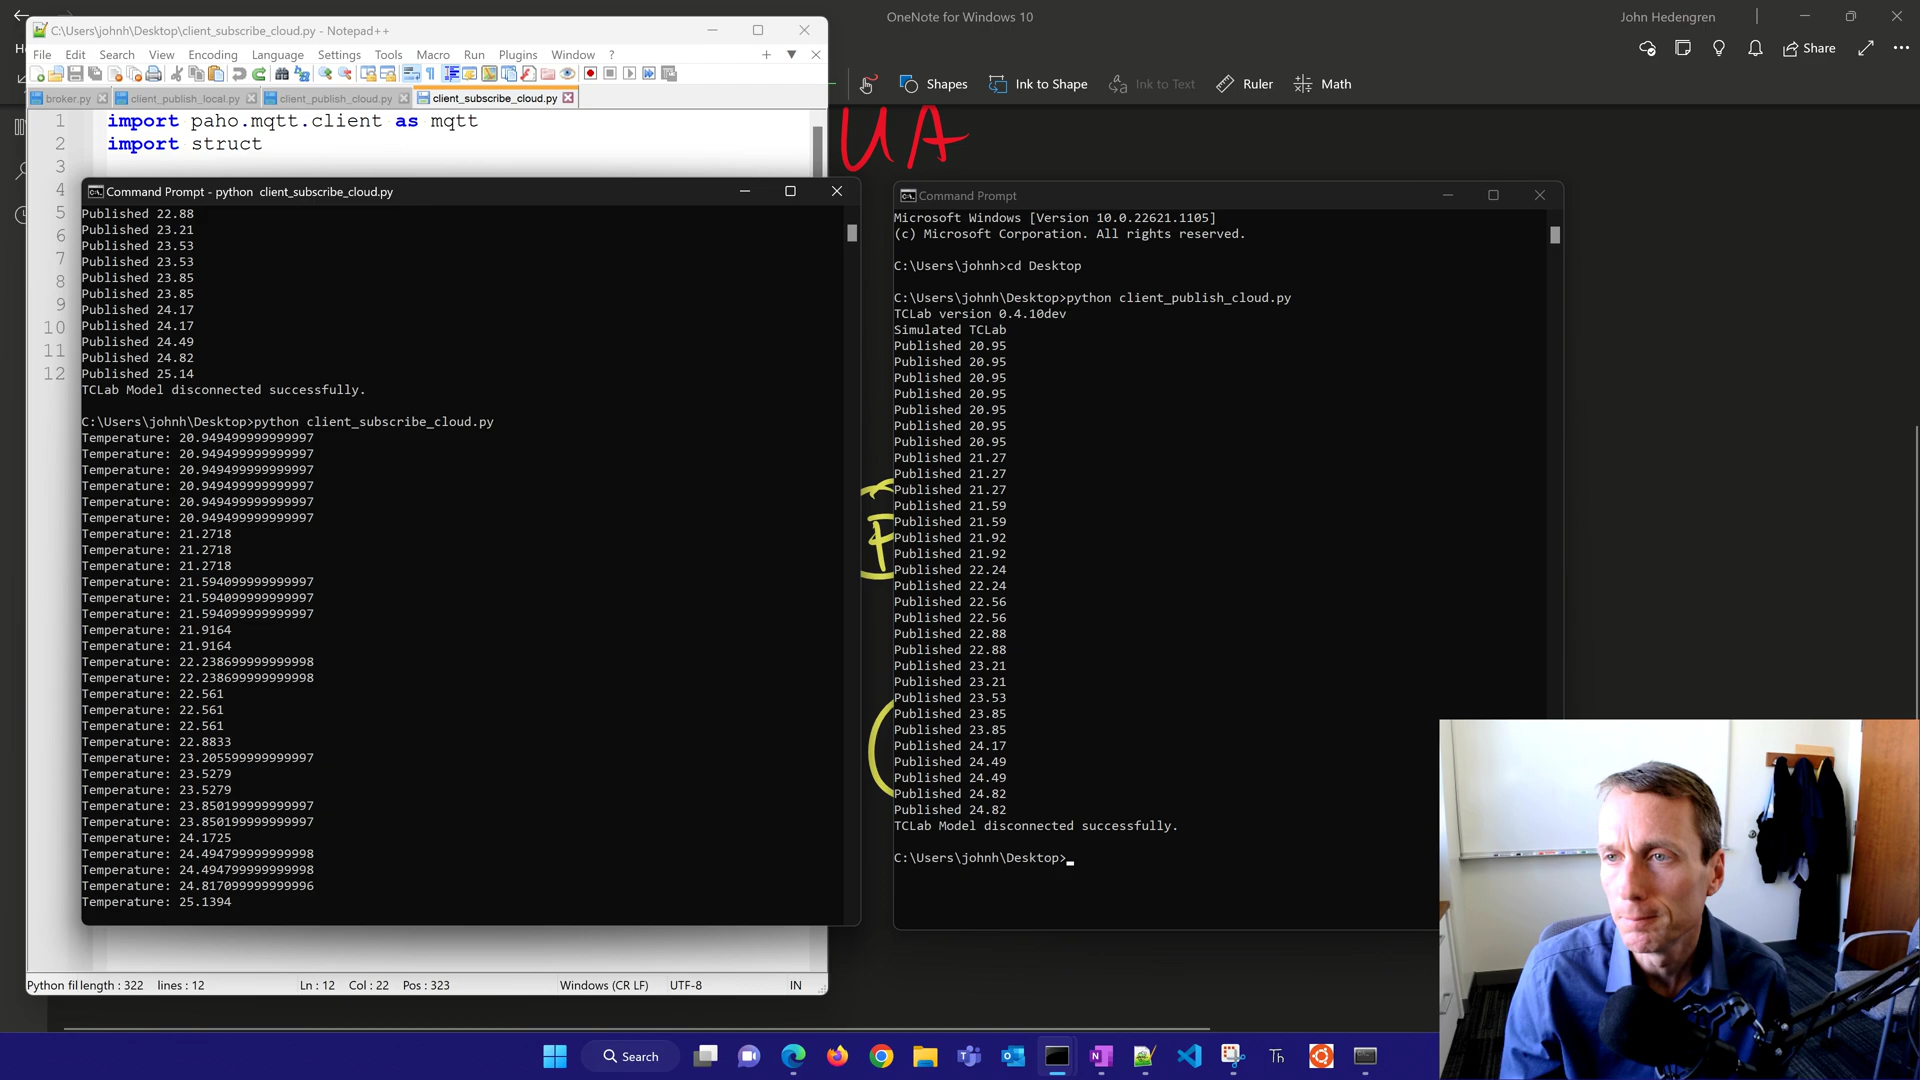 C:\Users\johnh\Desktop\client_subscribe_cloud.py - Notepad++
File Edit Search View Encoding Language Settings Tools Macro Run Plugins Window ?
broker.py client_publish_local.py client_publish_cloud.py client_subscribe_cloud.py
1 import paho.mqtt.client as mqtt
2 import struct
3
4
5
6
7
8
9
10
11
12
Python fil length : 322 lines : 12 Ln : 12 Col : 22 Pos : 323 Windows (CR LF) UTF-8 IN
Command Prompt - python client_subscribe_cloud.py
Published 22.88
Published 23.21
Published 23.53
Published 23.53
Published 23.85
Published 23.85
Published 24.17
Published 24.17
Published 24.49
Published 24.82
Published 25.14
TCLab Model disconnected successfully.
C:\Users\johnh\Desktop>python client_subscribe_cloud.py
Temperature: 20.949499999999997
Temperature: 20.949499999999997
Temperature: 20.949499999999997
Temperature: 20.949499999999997
Temperature: 20.949499999999997
Temperature: 20.949499999999997
Temperature: 21.2718
Temperature: 21.2718
Temperature: 21.2718
Temperature: 21.594099999999997
Temperature: 21.594099999999997
Temperature: 21.594099999999997
Temperature: 21.9164
Temperature: 21.9164
Temperature: 22.238699999999998
Temperature: 22.238699999999998
Temperature: 22.561
Temperature: 22.561
Temperature: 22.561
Temperature: 22.8833
Temperature: 23.205599999999997
Temperature: 23.5279
Temperature: 23.5279
Temperature: 23.850199999999997
Temperature: 23.850199999999997
Temperature: 24.1725
Temperature: 24.494799999999998
Temperature: 24.494799999999998
Temperature: 24.817099999999996
Temperature: 25.1394
OneNote for Windows 10
John Hedengren
Share
Shapes Ink to Shape Ink to Text Ruler Math
UA
Command Prompt
Microsoft Windows [Version 10.0.22621.1105]
(c) Microsoft Corporation. All rights reserved.
C:\Users\johnh>cd Desktop
C:\Users\johnh\Desktop>python client_publish_cloud.py
TCLab version 0.4.10dev
Simulated TCLab
Published 20.95
Published 20.95
Published 20.95
Published 20.95
Published 20.95
Published 20.95
Published 20.95
Published 21.27
Published 21.27
Published 21.27
Published 21.59
Published 21.59
Published 21.92
Published 21.92
Published 22.24
Published 22.24
Published 22.56
Published 22.56
Published 22.88
Published 22.88
Published 23.21
Published 23.21
Published 23.53
Published 23.85
Published 23.85
Published 24.17
Published 24.49
Published 24.49
Published 24.82
Published 24.82
TCLab Model disconnected successfully.
C:\Users\johnh\Desktop>
Search
Th